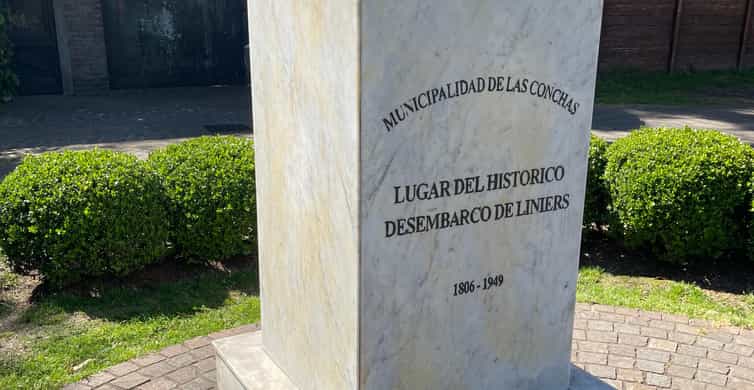 MUNICIPALIDAD DE LAS CONCHAS
LUGAR DEL HISTORICO
DESEMBARCO DE LINIERS
1806 - 1949